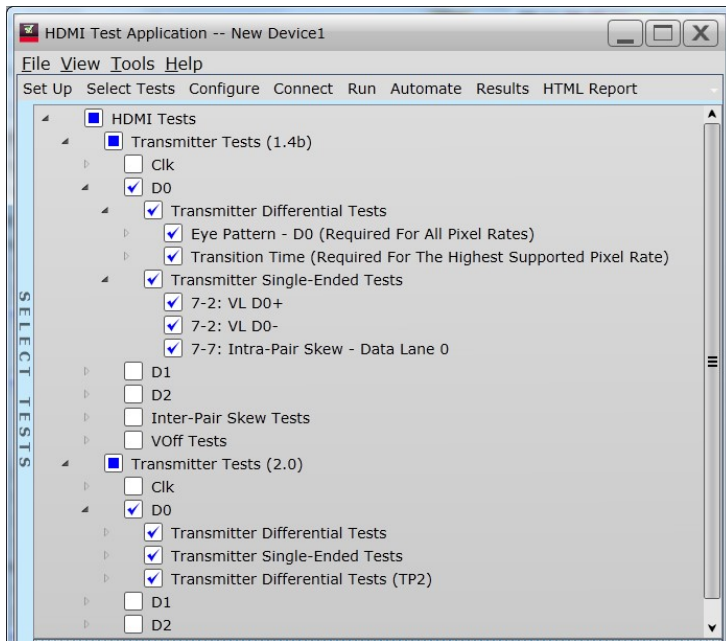 HDMI Test Application -- New Device1
File View Tools Help
Set Up Select Tests Configure Connect Run Automate Results HTML Report
HDMI Tests
Transmitter Tests (1.4b)
Clk
D0
Transmitter Differential Tests
Eye Pattern - D0 (Required For All Pixel Rates)
Transition Time (Required For The Highest Supported Pixel Rate)
Transmitter Single-Ended Tests
7-2: VL D0+
7-2: VL D0-
7-7: Intra-Pair Skew - Data Lane 0
D1
D2
Inter-Pair Skew Tests
VOff Tests
Transmitter Tests (2.0)
Clk
D0
Transmitter Differential Tests
Transmitter Single-Ended Tests
Transmitter Differential Tests (TP2)
D1
D2
SELECT TESTS